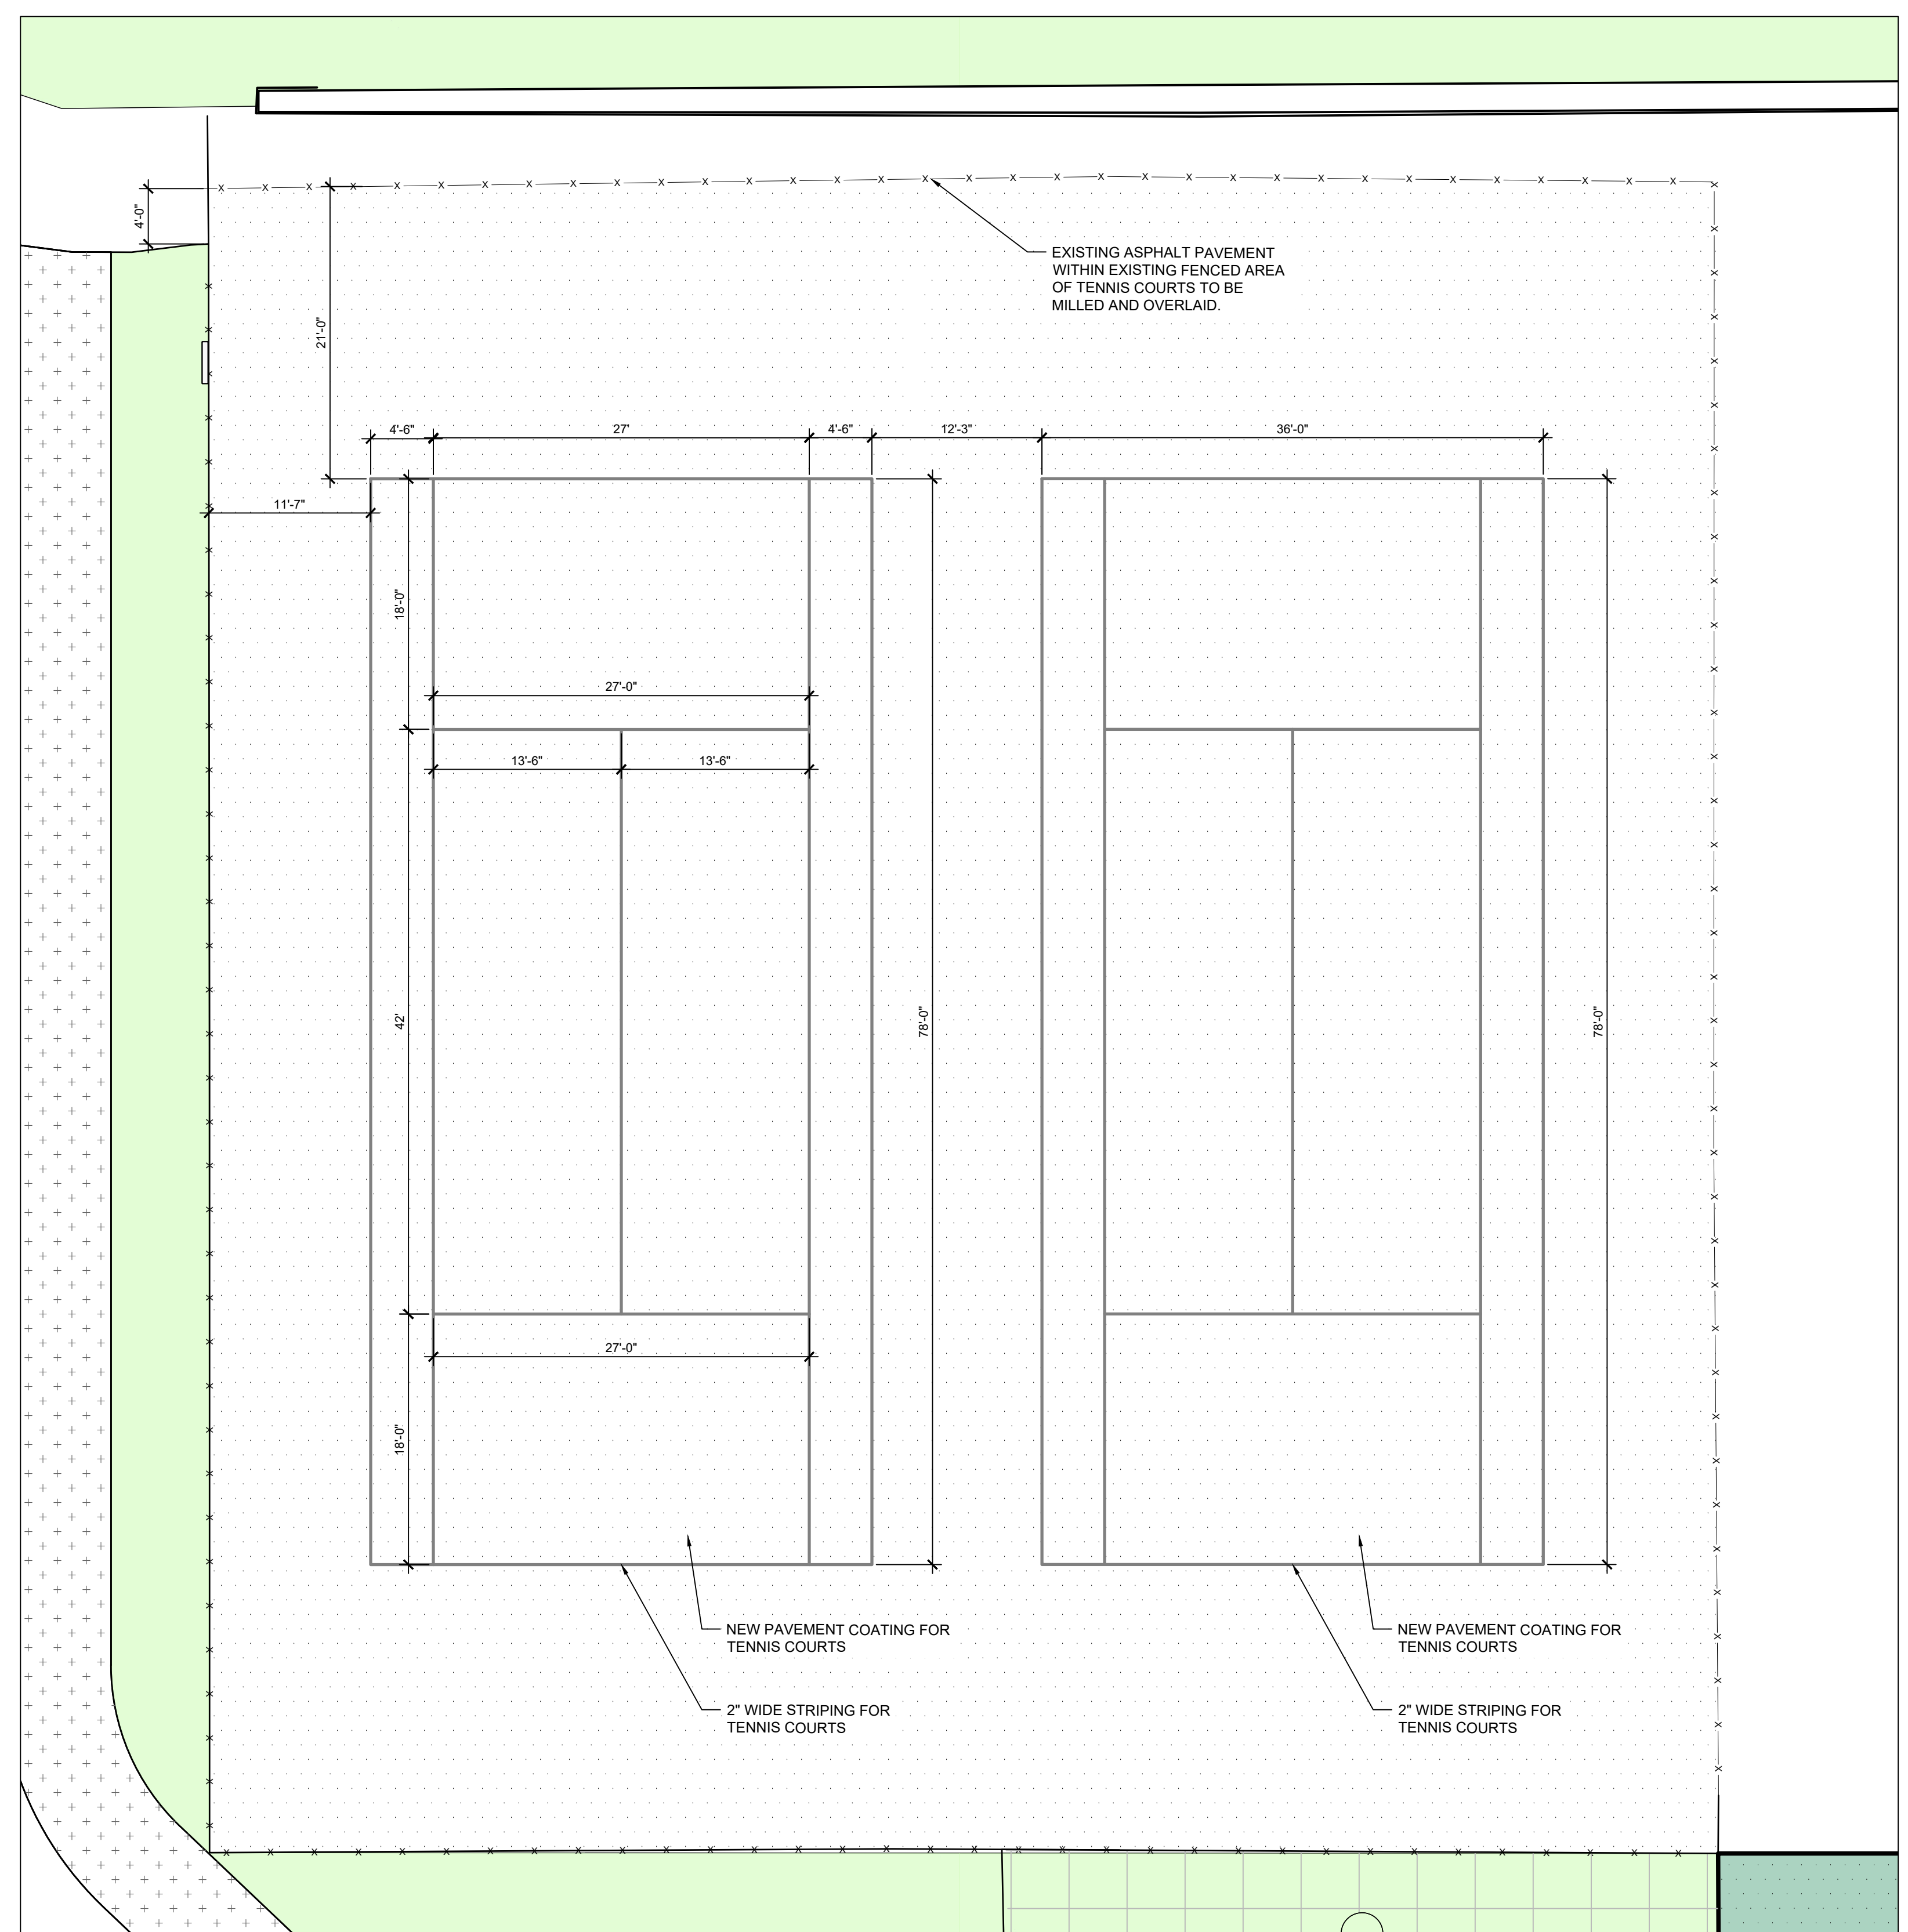 4'-0"
21'-0"
EXISTING ASPHALT PAVEMENT
WITHIN EXISTING FENCED AREA
OF TENNIS COURTS TO BE
MILLED AND OVERLAID.
4'-6"
27'
4'-6"
12'-3"
36'-0"
11'-7"
18'-0"
27'-0"
13'-6"
13'-6"
42'
78'-0"
78'-0"
27'-0"
18'-0"
NEW PAVEMENT COATING FOR
TENNIS COURTS
2" WIDE STRIPING FOR
TENNIS COURTS
NEW PAVEMENT COATING FOR
TENNIS COURTS
2" WIDE STRIPING FOR
TENNIS COURTS